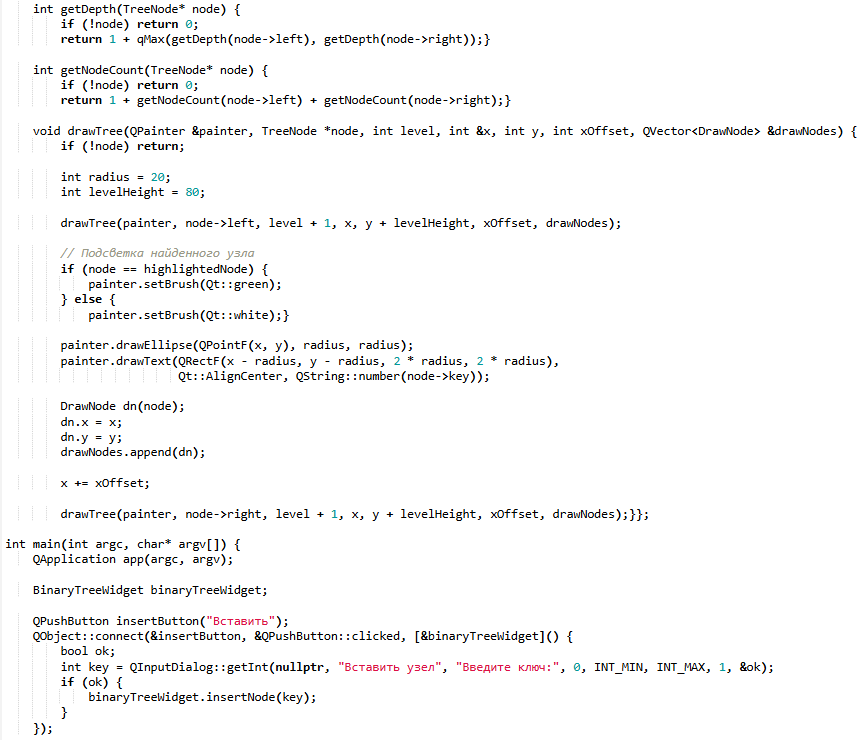 int getDepth(TreeNode* node) {
if (!node) return 0;
return 1 + qMax(getDepth(node->left), getDepth(node->right));}
int getNodeCount(TreeNode* node) {
if (!node) return 0;
return 1 + getNodeCount(node->left) + getNodeCount(node->right);}
void drawTree(QPainter &painter, TreeNode *node, int level, int &x, int y, int xOffset, QVector<DrawNode> &drawNodes) {
if (!node) return;
int radius = 20;
int levelHeight = 80;
drawTree(painter, node->left, level + 1, x, y + levelHeight, xOffset, drawNodes);
// Подсветка найденного узла
if (node == highlightedNode) {
painter.setBrush(Qt::green);
} else {
painter.setBrush(Qt::white);}
painter.drawEllipse(QPointF(x, y), radius, radius);
painter.drawText(QRectF(x - radius, y - radius, 2 * radius, 2 * radius),
Qt::AlignCenter, QString::number(node->key));
DrawNode dn(node);
dn.x = x;
dn.y = y;
drawNodes.append(dn);
x += xOffset;
drawTree(painter, node->right, level + 1, x, y + levelHeight, xOffset, drawNodes);}};
int main(int argc, char* argv[]) {
QApplication app(argc, argv);
BinaryTreeWidget binaryTreeWidget;
QPushButton insertButton("Вставить");
QObject::connect(&insertButton, &QPushButton::clicked, [&binaryTreeWidget]() {
bool ok;
int key = QInputDialog::getInt(nullptr, "Вставить узел", "Введите ключ:", 0, INT_MIN, INT_MAX, 1, &ok);
if (ok) {
binaryTreeWidget.insertNode(key);
}
});